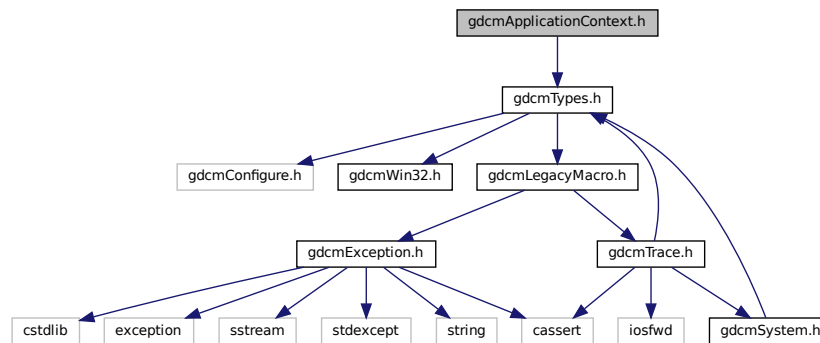 gdcmApplicationContext.h
gdcmTypes.h
gdcmConfigure.h
gdcmWin32.h
gdcmLegacyMacro.h
gdcmException.h
gdcmTrace.h
cstdlib
exception
sstream
stdexcept
string
cassert
iosfwd
gdcmSystem.h